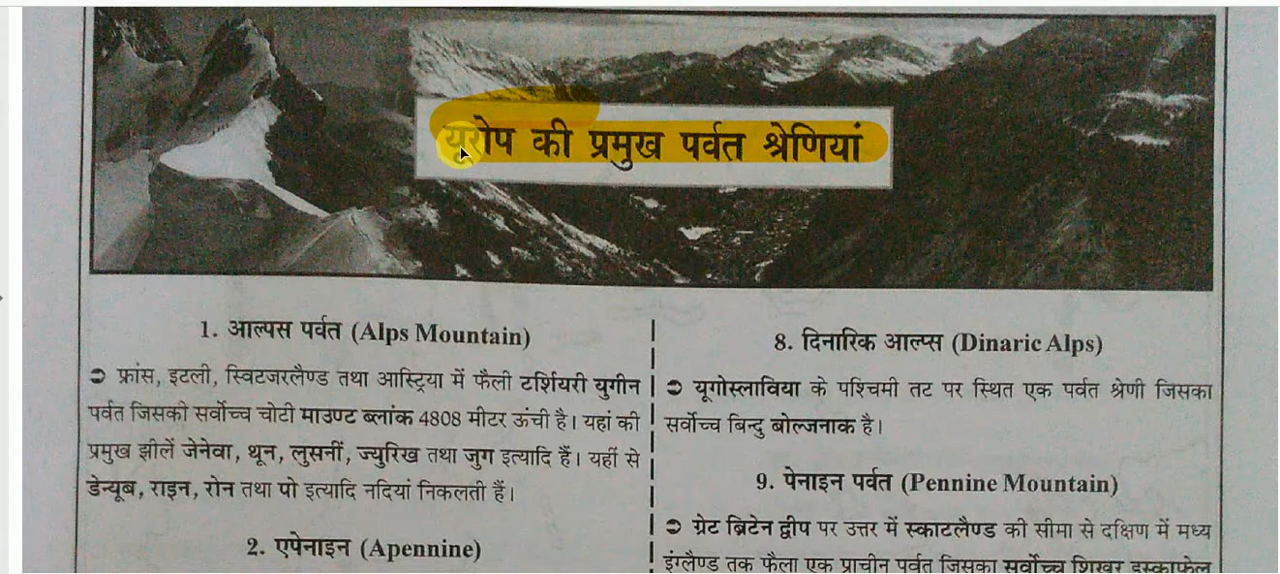 यूरोप की प्रमुख पर्वत श्रेणियां
1. आल्पस पर्वत (Alps Mountain)
➲ फ्रांस, इटली, स्विटजरलैण्ड तथा आस्ट्रिया में फैली टर्शियरी युगीन
पर्वत जिसकी सर्वोच्च चोटी माउण्ट ब्लांक 4808 मीटर ऊंची है। यहां की
प्रमुख झीलें जेनेवा, थून, लुसर्नी, ज्युरिख तथा जुग इत्यादि हैं। यहीं से
डेन्यूब, राइन, रोन तथा पो इत्यादि नदियां निकलती हैं।
2. एपेनाइन (Apennine)
8. दिनारिक आल्प्स (Dinaric Alps)
➲ यूगोस्लाविया के पश्चिमी तट पर स्थित एक पर्वत श्रेणी जिसका
सर्वोच्च बिन्दु बोल्जनाक है।
9. पेनाइन पर्वत (Pennine Mountain)
➲ ग्रेट ब्रिटेन द्वीप पर उत्तर में स्काटलैण्ड की सीमा से दक्षिण में मध्य
इंग्लैण्ड तक फैला एक प्राचीन पर्वत जिसका सर्वोच्च शिखर इस्काफेल